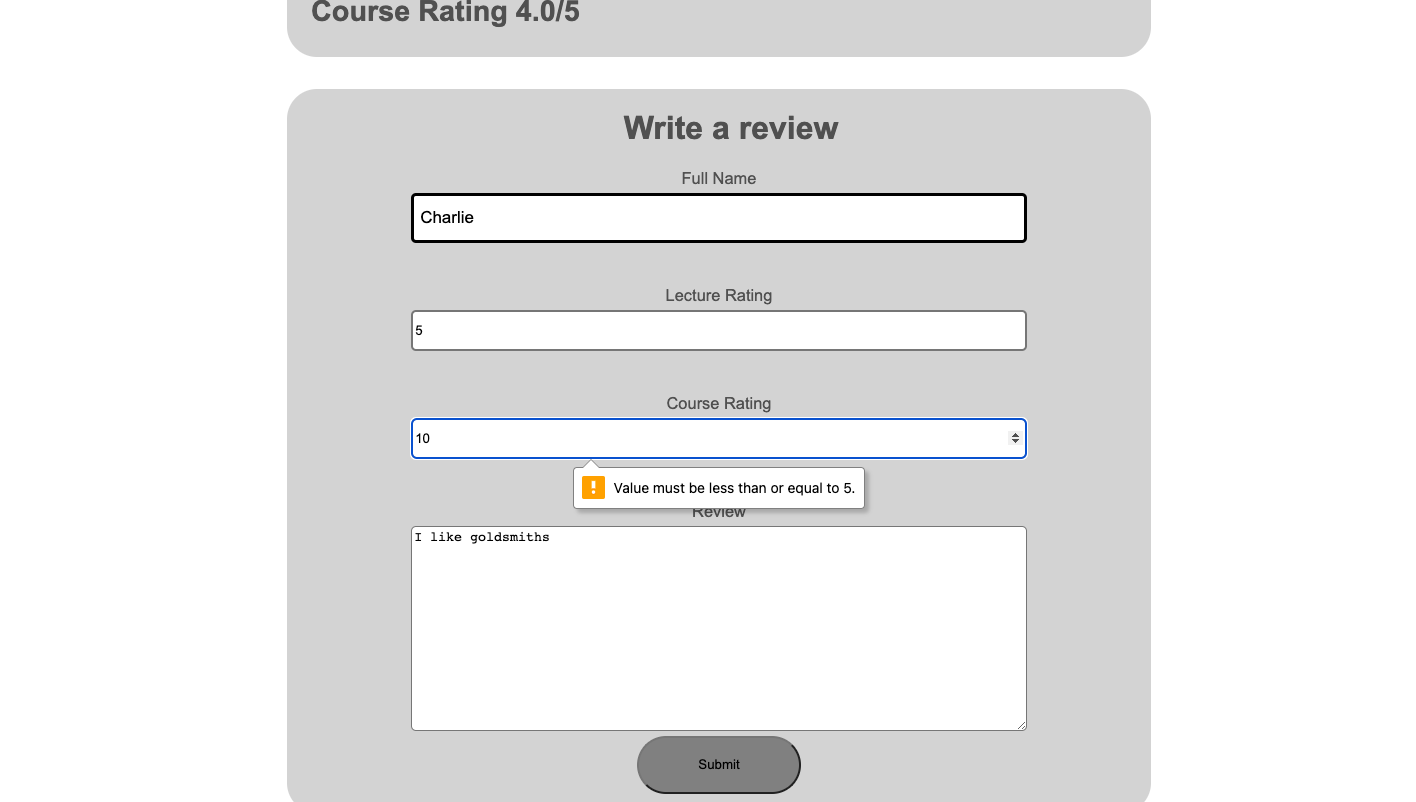 Course Rating 4.0/5
Write a review
Full Name
Charlie
Lecture Rating
5
Course Rating
10
Value must be less than or equal to 5.
Review
I like goldsmiths
Submit